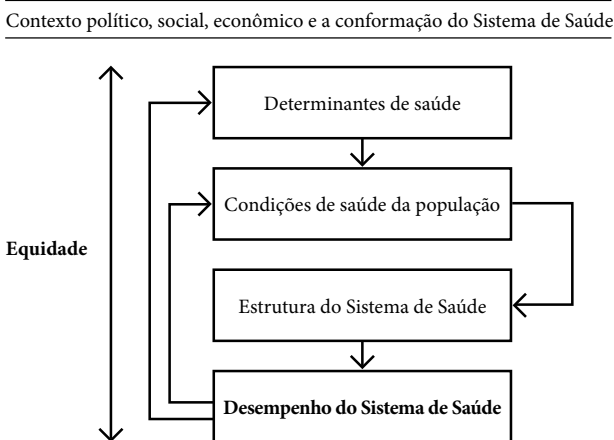 Contexto político, social, econômico e a conformação do Sistema de Saúde
Determinantes de saúde
Condições de saúde da população
Equidade
Estrutura do Sistema de Saúde
Desempenho do Sistema de Saúde